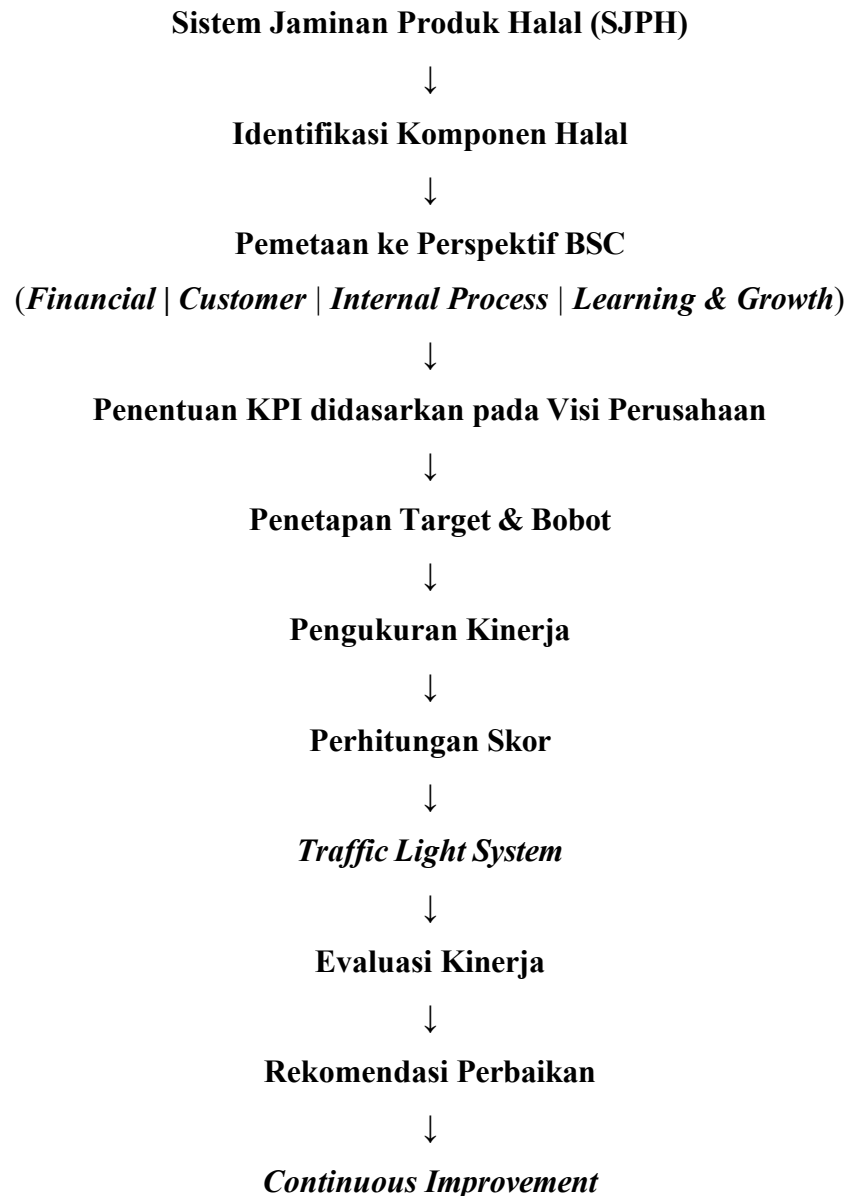 Sistem Jaminan Produk Halal (SJPH)
↓
Identifikasi Komponen Halal
↓
Pemetaan ke Perspektif BSC
(Financial | Customer | Internal Process | Learning & Growth)
↓
Penentuan KPI didasarkan pada Visi Perusahaan
↓
Penetapan Target & Bobot
↓
Pengukuran Kinerja
↓
Perhitungan Skor
↓
Traffic Light System
↓
Evaluasi Kinerja
↓
Rekomendasi Perbaikan
↓
Continuous Improvement